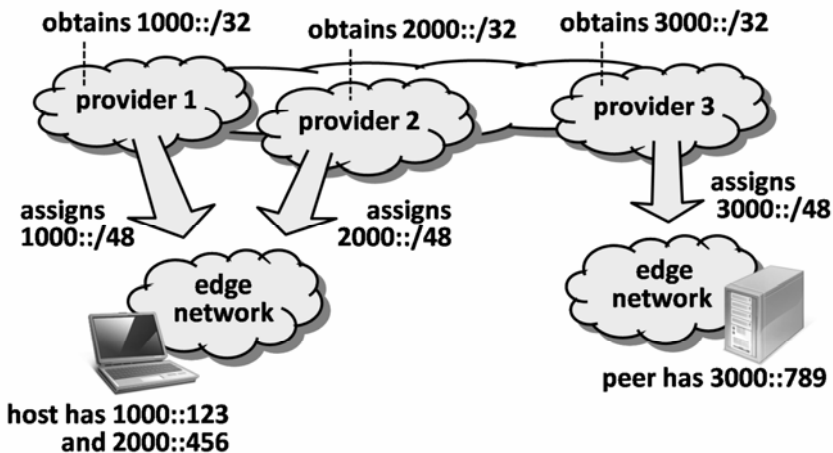 obtains 1000::/32
obtains 2000::/32
obtains 3000::/32
provider 1
provider 2
provider 3
assigns
1000::/48
assigns
2000::/48
assigns
3000::/48
edge
network
edge
network
host has 1000::123
and 2000::456
peer has 3000::789